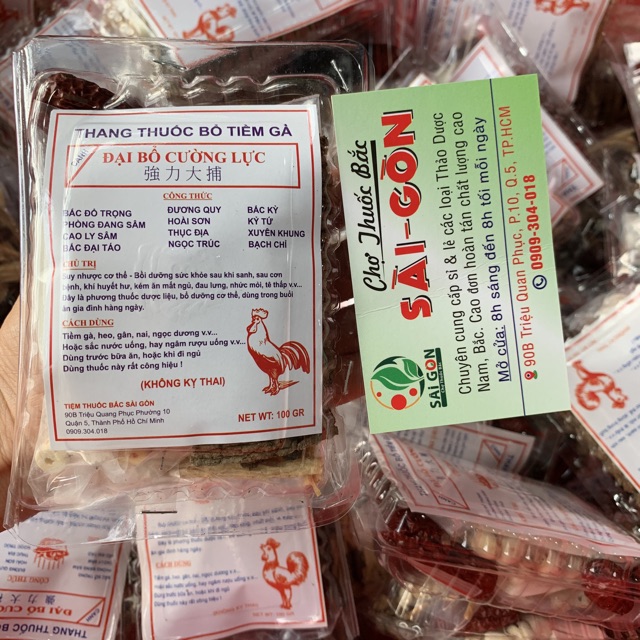 THANG THUỐC BỔ TIỀM GÀ
ĐẠI BỔ CƯỜNG LỰC
強力大捕
CÔNG THỨC
BẮC ĐỖ TRỌNG ĐƯƠNG QUY BẮC KỲ
PHÒNG ĐẢNG SÂM HOÀI SƠN KỶ TỬ
CAO LY SÂM THỤC ĐỊA XUYÊN KHUNG
BẮC ĐẠI TÁO NGỌC TRÚC BẠCH CHỈ
CHỦ TRỊ
Suy nhược cơ thể - Bồi dưỡng sức khỏe sau khi sanh, sau cơn
bệnh, khí huyết hư, kém ăn mất ngủ, đau lưng, nhức mỏi, tê thấp v.v...
Đây là phương thuốc dược liệu, bổ dưỡng cơ thể, dùng trong buổi
ăn gia đình hàng ngày.
CÁCH DÙNG
Tiềm gà, heo, gân, nai, ngọc dương v.v...
Hoặc sắc nước uống, hay ngâm rượu uống v.v...
Dùng trước bữa ăn, hoặc khi đi ngủ
Dùng thuốc này rất công hiệu !
(KHÔNG KỴ THAI)
TIỆM THUỐC BẮC SÀI GÒN
90B Triệu Quang Phục Phường 10
Quận 5, Thành Phố Hồ Chí Minh
0909.304.018
NET WT: 100 GR
Chợ Thuốc Bắc
SÀI-GÒN
Chuyên cung cấp sỉ & lẻ các loại Thảo Dược
Nam, Bắc. Cao đơn hoàn tán chất lượng cao
Mở cửa: 8h sáng đến 8h tối mỗi ngày
90B Triệu Quang Phục, P.10, Q.5, TP.HCM
0909-304-018
SÀI GÒN
CÁCH DÙNG
THANG THUỐC BỔ
ĐẠI BỔ CƯ
CÔNG THỨC